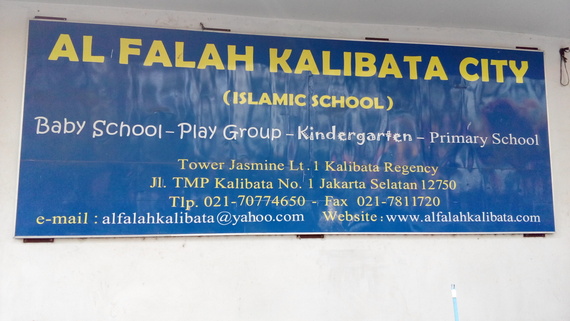 AL FALAH KALIBATA CITY
(ISLAMIC SCHOOL)
Baby School – Play Group – Kindergarten – Primary School
Tower Jasmine Lt. 1 Kalibata Regency
Jl. TMP Kalibata No. 1 Jakarta Selatan 12750
Tlp. 021-70774650 - Fax 021-7811720
e-mail : alfalahkalibata@yahoo.com Website : www.alfalahkalibata.com